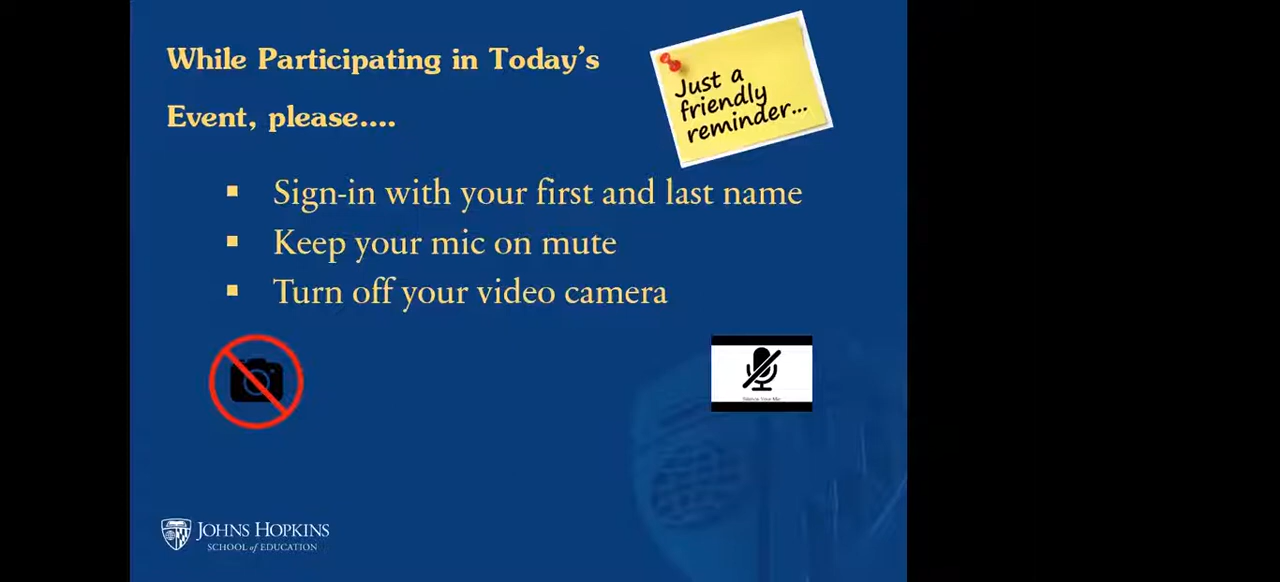 While Participating in Today's
Event, please....
Just a
friendly
reminder...
Sign-in with your first and last name
Keep your mic on mute
Turn off your video camera
JOHNS HOPKINS
SCHOOL of EDUCATION